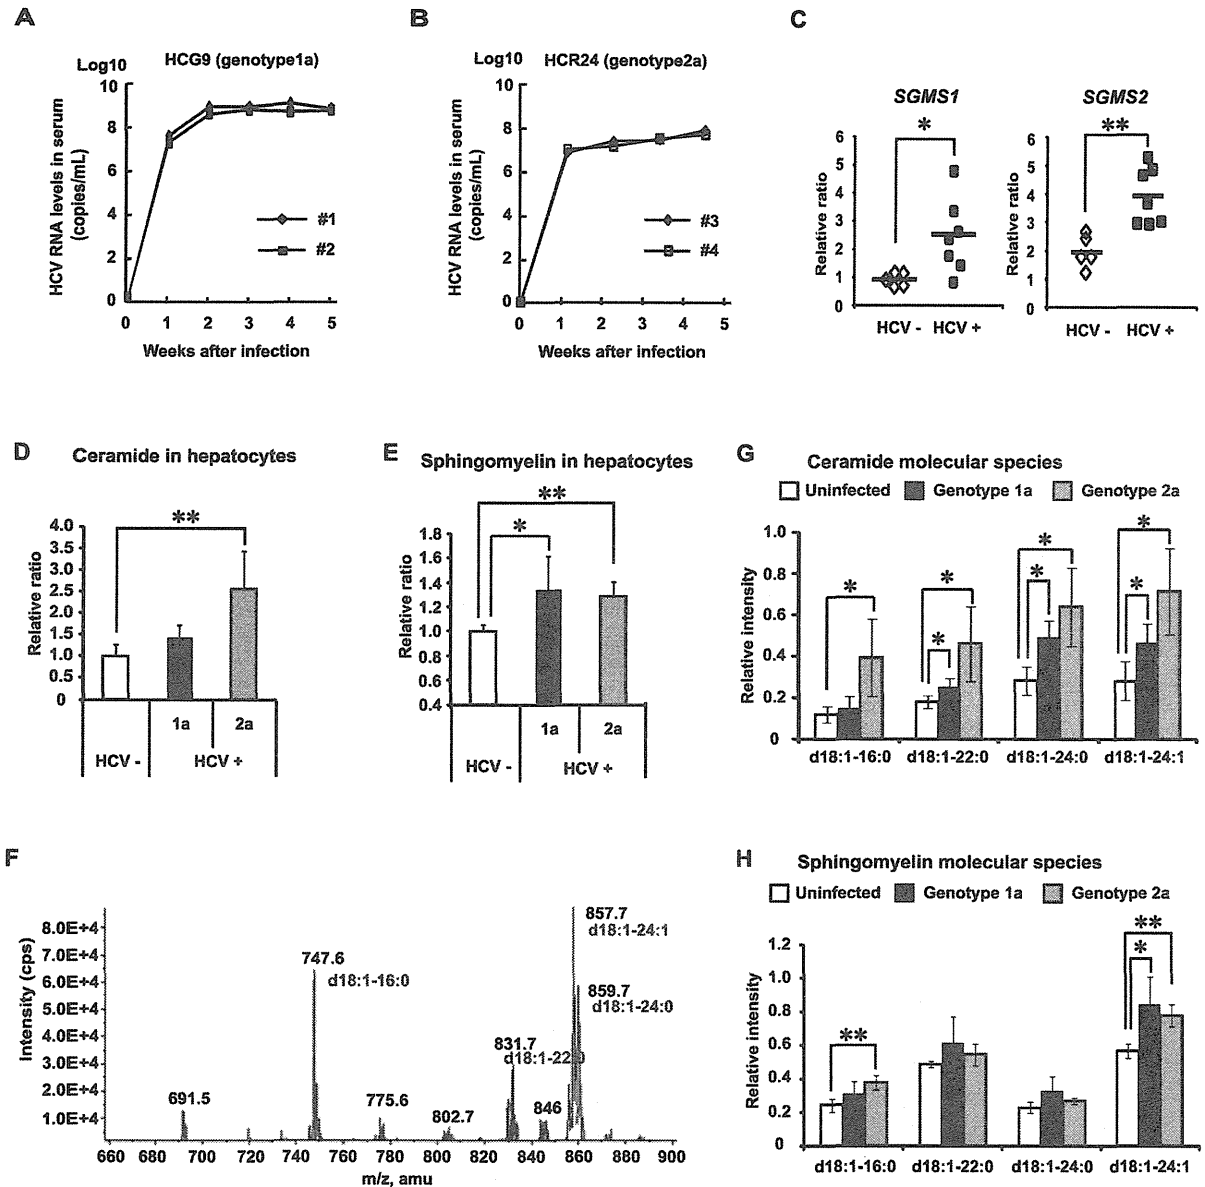 A
HCG9 (genotype1a)
Log10
HCV RNA levels in serum
(copies/mL)
10
8
6
4
2
0
#1
#2
0 1 2 3 4 5
Weeks after infection
B
HCR24 (genotype2a)
Log10
HCV RNA levels in serum
(copies/mL)
10
8
6
4
2
0
#3
#4
0 1 2 3 4 5
Weeks after infection
C
SGMS1
*
Relative ratio
6
5
4
3
2
1
0
HCV - HCV +
SGMS2
**
Relative ratio
6
5
4
3
2
1
0
HCV - HCV +
D
Ceramide in hepatocytes
**
Relative ratio
4.0
3.5
3.0
2.5
2.0
1.5
1.0
0.5
0
1a 2a
HCV - HCV +
E
Sphingomyelin in hepatocytes
**
*
Relative ratio
1.8
1.6
1.4
1.2
1.0
0.8
0.6
0.4
1a 2a
HCV - HCV +
G
Ceramide molecular species
Uninfected Genotype 1a Genotype 2a
Relative intensity
1.0
0.8
0.6
0.4
0.2
0
* * * * * * *
d18:1-16:0 d18:1-22:0 d18:1-24:0 d18:1-24:1
F
Intensity (cps)
8.0E+4
7.0E+4
6.0E+4
5.0E+4
4.0E+4
3.0E+4
2.0E+4
1.0E+4
691.5
747.6
d18:1-16:0
775.6
802.7
831.7
d18:1-22:0
846
857.7
d18:1-24:1
859.7
d18:1-24:0
660 680 700 720 740 760 780 800 820 840 860 880 900
m/z, amu
H
Sphingomyelin molecular species
Uninfected Genotype 1a Genotype 2a
Relative intensity
1.2
1.0
0.8
0.6
0.4
0.2
0
**
**
*
d18:1-16:0 d18:1-22:0 d18:1-24:0 d18:1-24:1